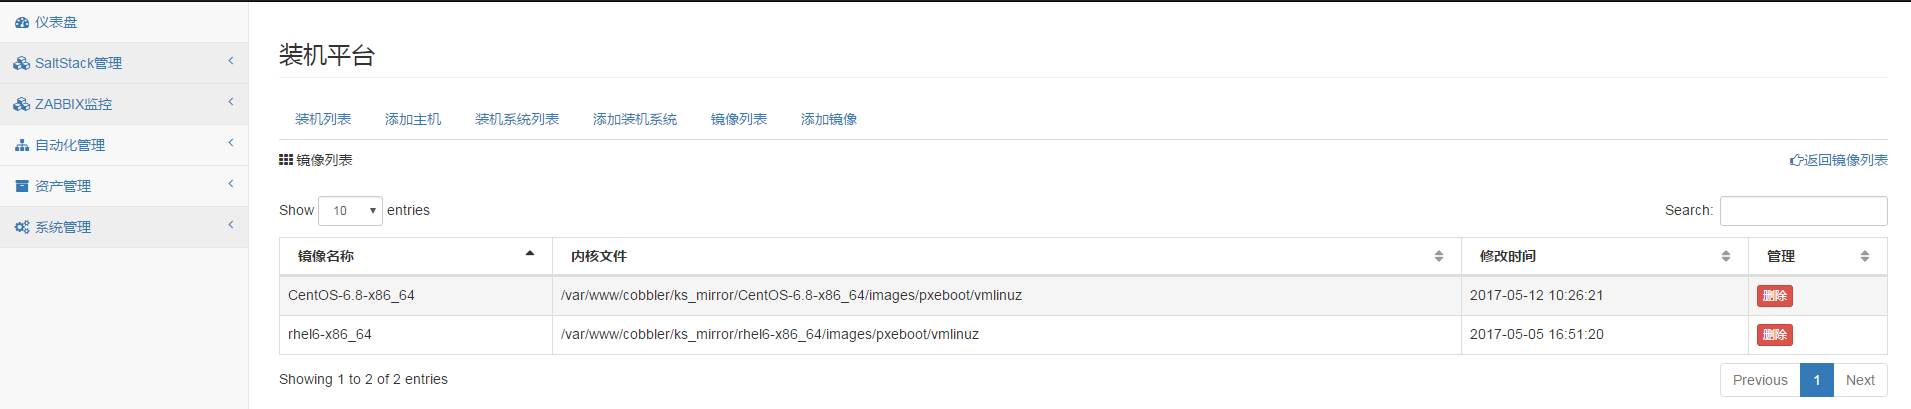 仪表盘
SaltStack管理
ZABBIX监控
自动化管理
资产管理
系统管理
装机平台
装机列表 添加主机 装机系统列表 添加装机系统 镜像列表 添加镜像
镜像列表 返回镜像列表
Show 10 entries Search:
镜像名称 内核文件 修改时间 管理
CentOS-6.8-x86_64 /var/www/cobbler/ks_mirror/CentOS-6.8-x86_64/images/pxeboot/vmlinuz 2017-05-12 10:26:21 删除
rhel6-x86_64 /var/www/cobbler/ks_mirror/rhel6-x86_64/images/pxeboot/vmlinuz 2017-05-05 16:51:20 删除
Showing 1 to 2 of 2 entries Previous 1 Next